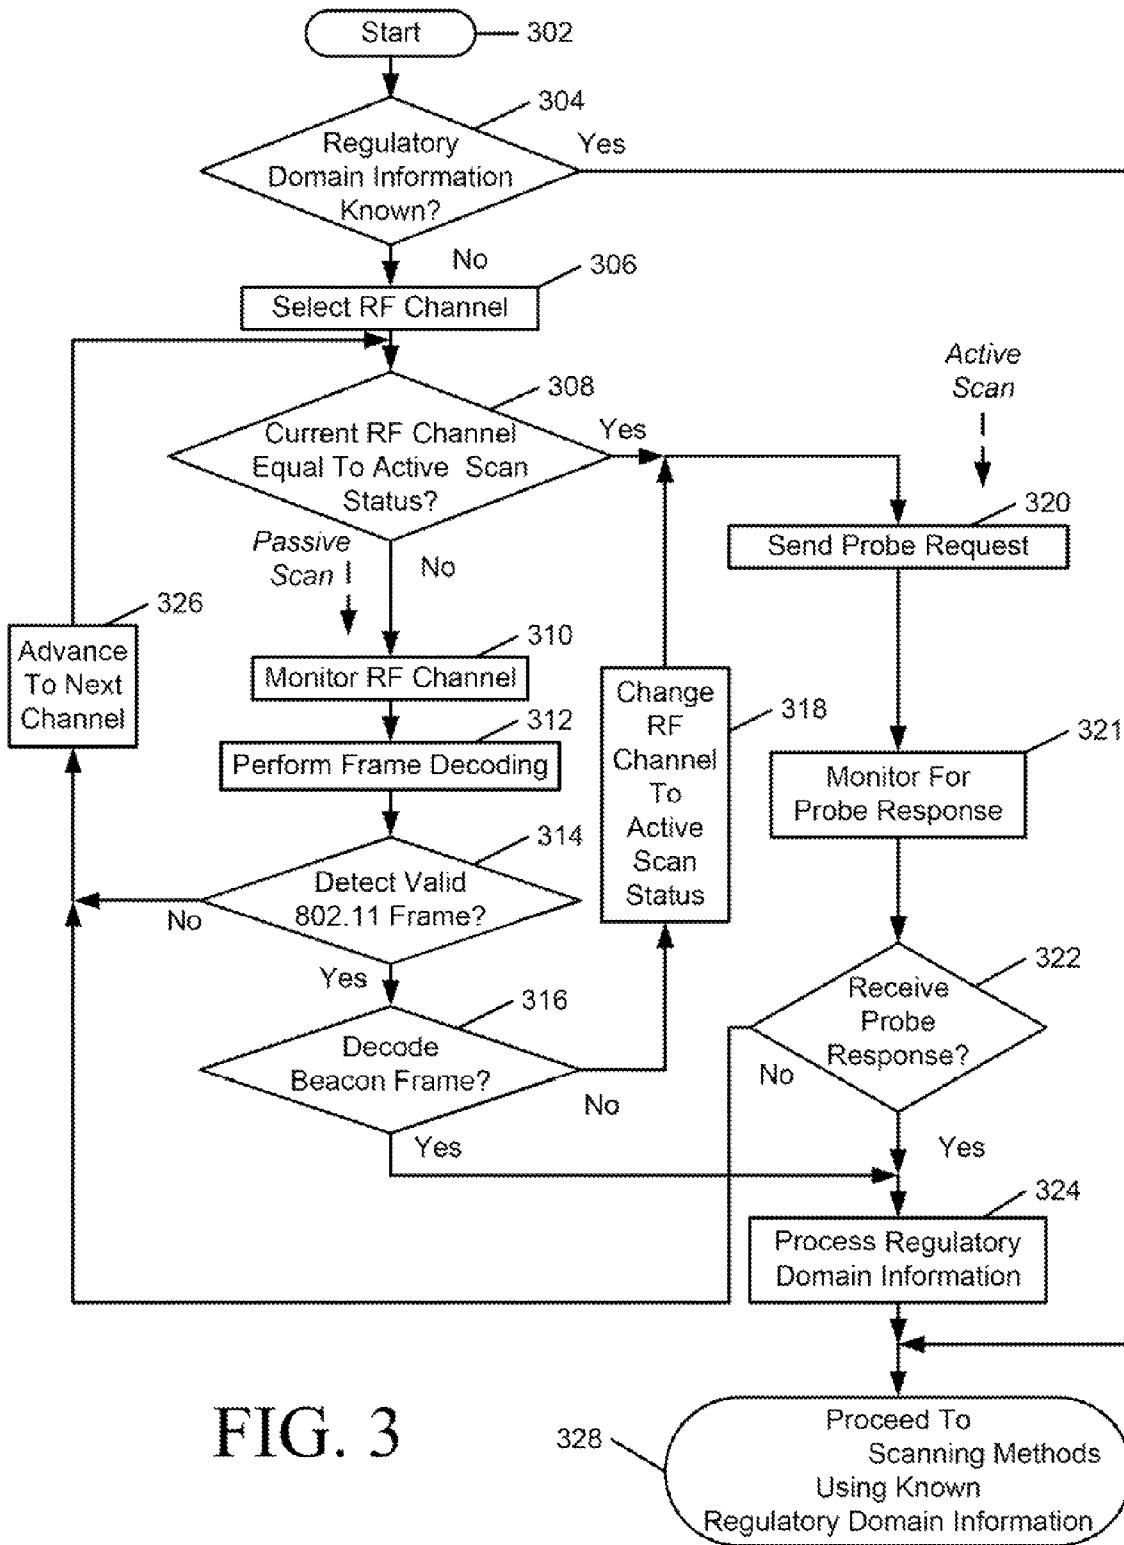 Start
302
304
Regulatory
Domain Information
Known?
Yes
No
306
Select RF Channel
308
Current RF Channel
Equal To Active Scan
Status?
Yes
Active
Scan
320
Send Probe Request
Passive
Scan
No
326
Advance
To Next
Channel
310
Monitor RF Channel
312
Perform Frame Decoding
Change
RF
Channel
To
Active
Scan
Status
318
321
Monitor For
Probe Response
314
Detect Valid
802.11 Frame?
No
Yes
316
Decode
Beacon Frame?
No
Yes
322
Receive
Probe
Response?
No
Yes
324
Process Regulatory
Domain Information
FIG. 3
328
Proceed To
Scanning Methods
Using Known
Regulatory Domain Information